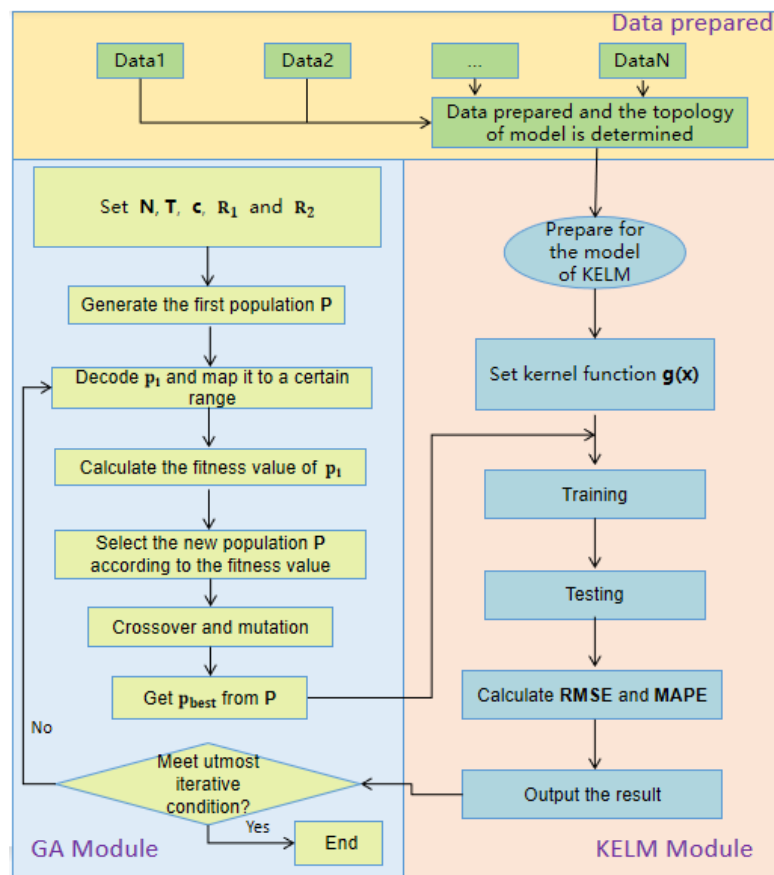 Data prepared
Data1
Data2
...
DataN
Data prepared and the topology
of model is determined
Set N, T, c, R₁ and R₂
Generate the first population P
Decode p₁ and map it to a certain
range
Calculate the fitness value of p₁
Select the new population P
according to the fitness value
Crossover and mutation
Get p_best from P
No
Meet utmost
iterative
condition?
Yes
End
GA Module
Prepare for
the model
of KELM
Set kernel function g(x)
Training
Testing
Calculate RMSE and MAPE
Output the result
KELM Module